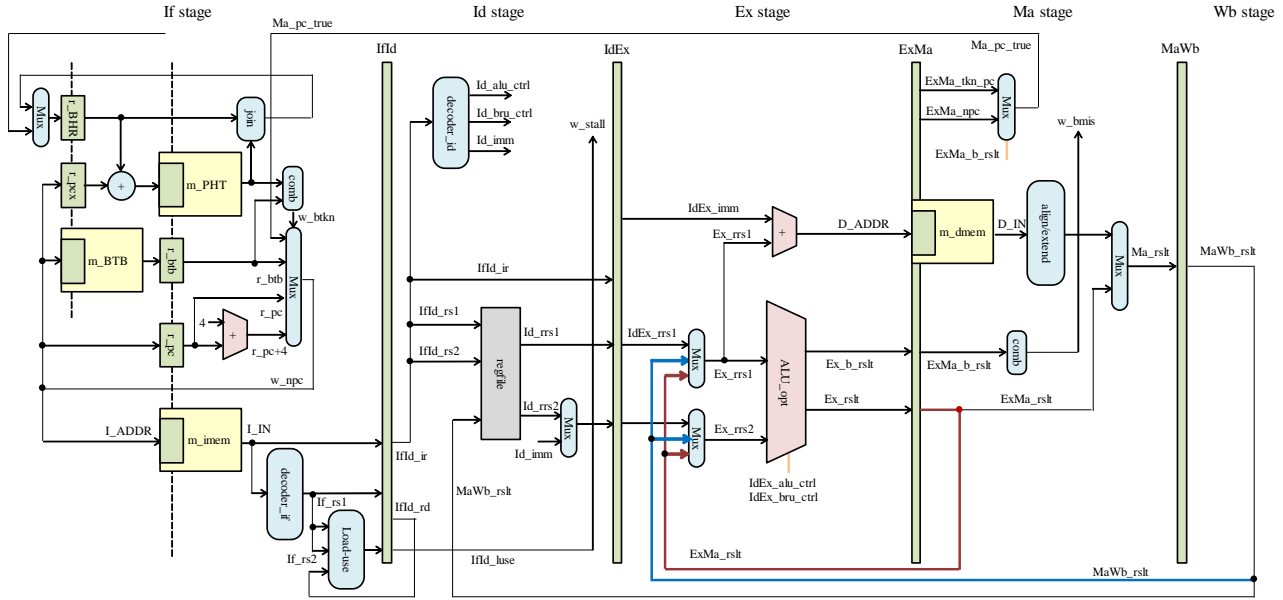 If stage
Id stage
Ex stage
Ma stage
Wb stage
Ma_pc_true
IfId
IdEx
ExMa
Ma_pc_true
MaWb
Mux
r_BHR
join
decoder_id
Id_alu_ctrl
Id_bru_ctrl
Id_imm
w_stall
ExMa_tkn_pc
ExMa_npc
Mux
w_bmis
ExMa_b_rslt
r_pcx
+
m_PHT
comb
w_btkn
IdEx_imm
Ex_rrs1
+
D_ADDR
m_dmem
D_IN
align/extend
Mux
Ma_rslt
MaWb_rslt
m_BTB
r_btb
r_btb
Mux
IfId_ir
r_pc
r_pc
4
+
r_pc+4
IfId_rs1
IfId_rs2
regfile
Id_rrs1
IdEx_rrs1
Mux
Ex_rrs1
ALU_opt
Ex_b_rslt
ExMa_b_rslt
comb
w_npc
Id_rrs2
Mux
Id_imm
Mux
Ex_rrs2
Ex_rslt
ExMa_rslt
I_ADDR
m_imem
I_IN
IfId_ir
decoder_if
If_rs1
IfId_rd
MaWb_rslt
IdEx_alu_ctrl
IdEx_bru_ctrl
Load-use
If_rs2
IfId_luse
ExMa_rslt
MaWb_rslt